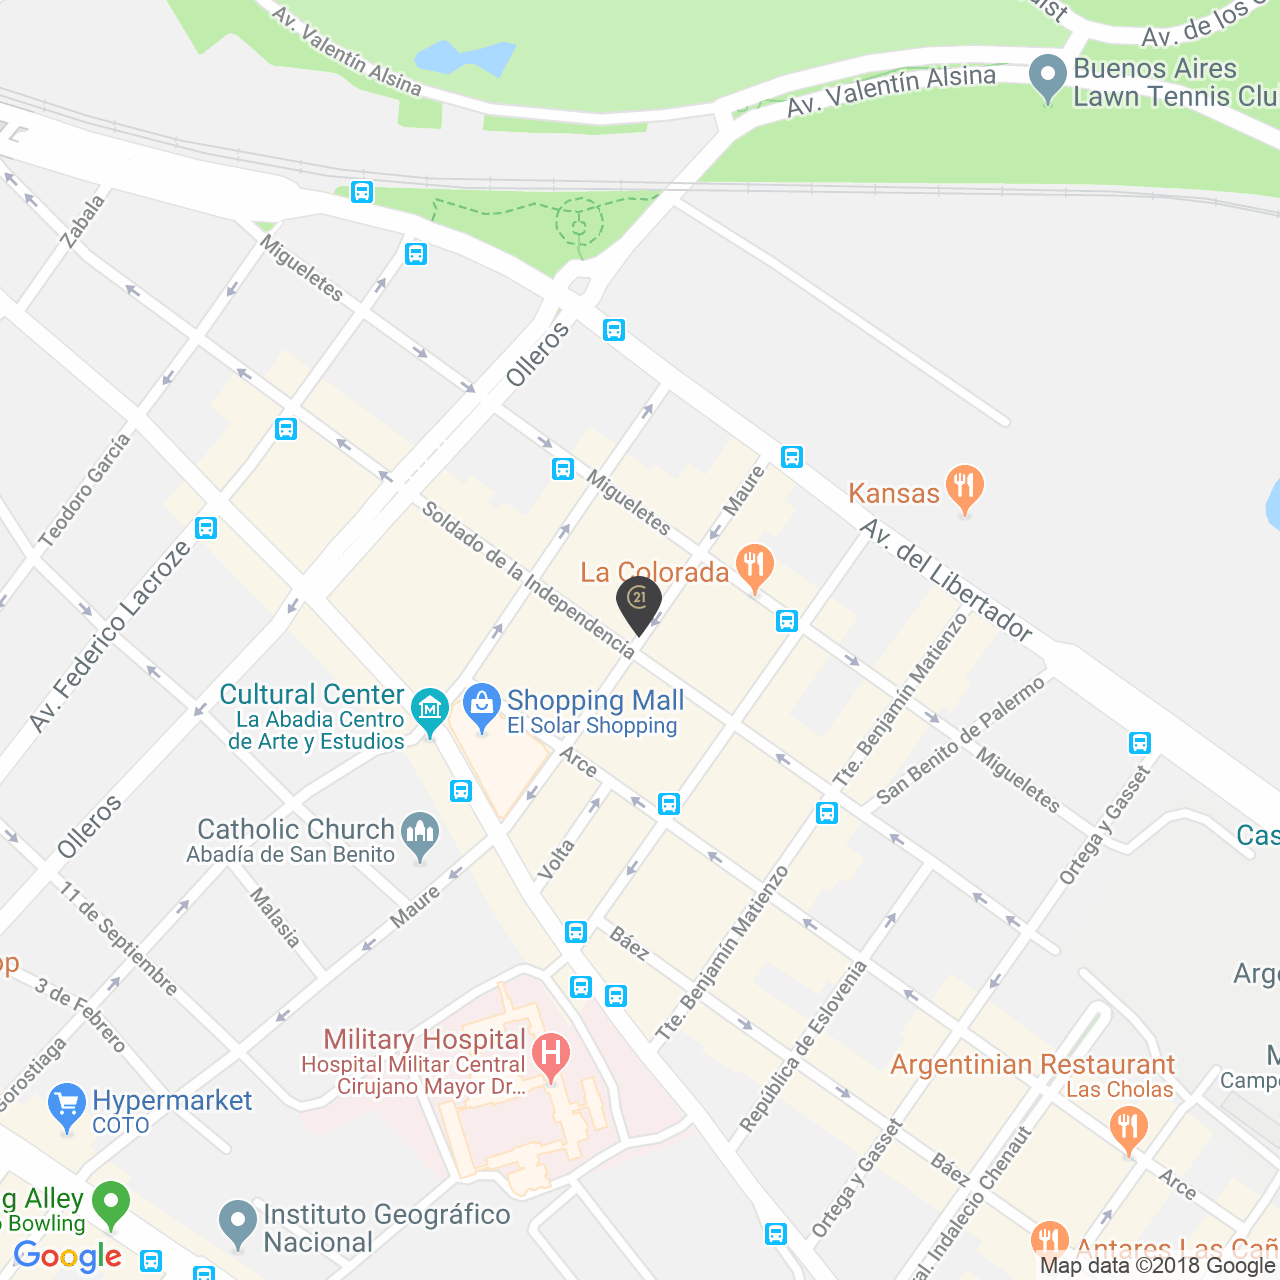 Av. Valentín Alsina
Av. de los
Buenos Aires
Lawn Tennis Club
Av. Valentín Alsina
Zabala
Migueletes
Olleros
Teodoro García
Soldado de la Independencia
Migueletes
Maure
Kansas
Av. del Libertador
La Colorada
21
Av. Federico Lacroze
Tte. Benjamín Matienzo
San Benito de Palermo
Cultural Center
La Abadia Centro
de Arte y Estudios
Shopping Mall
El Solar Shopping
Arce
Migueletes
Ortega y Gasset
Olleros
Catholic Church
Abadía de San Benito
Volta
Maure
Cas
11 de Septiembre
Malasia
Báez
Tte. Benjamín Matienzo
op
3 de Febrero
República de Eslovenia
Arge
Military Hospital
Hospital Militar Central
Cirujano Mayor Dr...
Gorostiaga
Argentinian Restaurant
Las Cholas
M
Campo
Hypermarket
COTO
Ortega y Gasset
Báez
Arce
al. Indalecio Chenaut
g Alley
o Bowling
Instituto Geográfico
Nacional
Antares Las Cañ
Google
Map data ©2018 Google